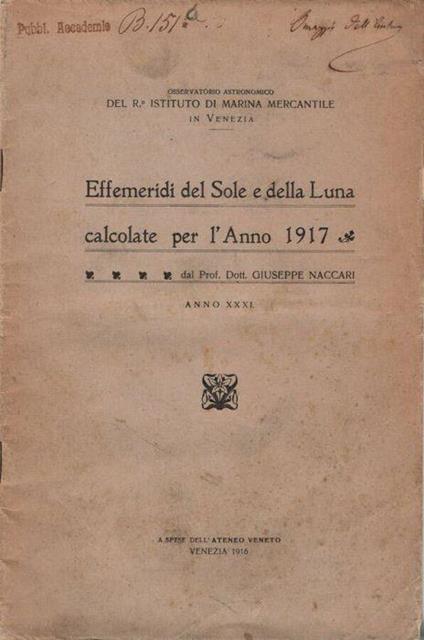 Pubbl. Accademie B. 151
Omaggio dell'
OSSERVATORIO ASTRONOMICO
DEL R.º ISTITUTO DI MARINA MERCANTILE
IN VENEZIA
Effemeridi del Sole e della Luna
calcolate per l'Anno 1917
dal Prof. Dott. GIUSEPPE NACCARI
ANNO XXXI.
A SPESE DELL'ATENEO VENETO
VENEZIA 1916